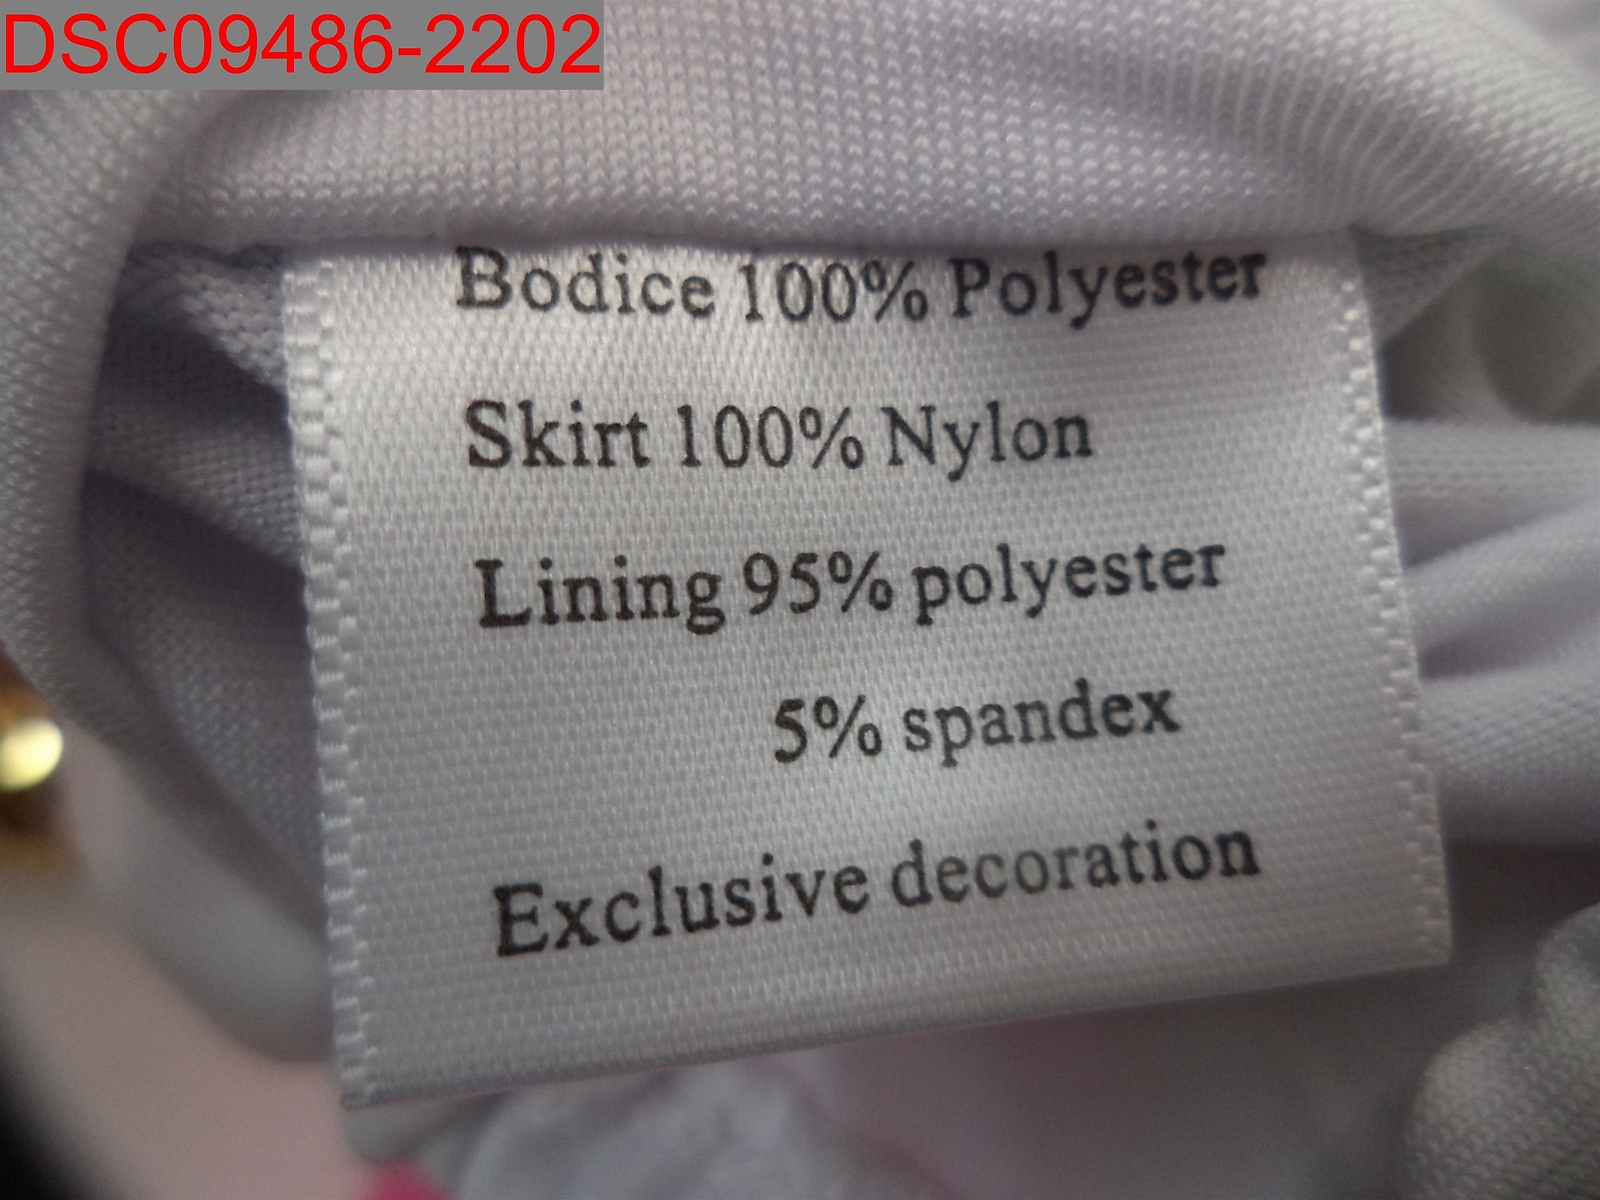 DSC09486-2202
Bodice 100% Polyester
Skirt 100% Nylon
Lining 95% polyester
5% spandex
Exclusive decoration